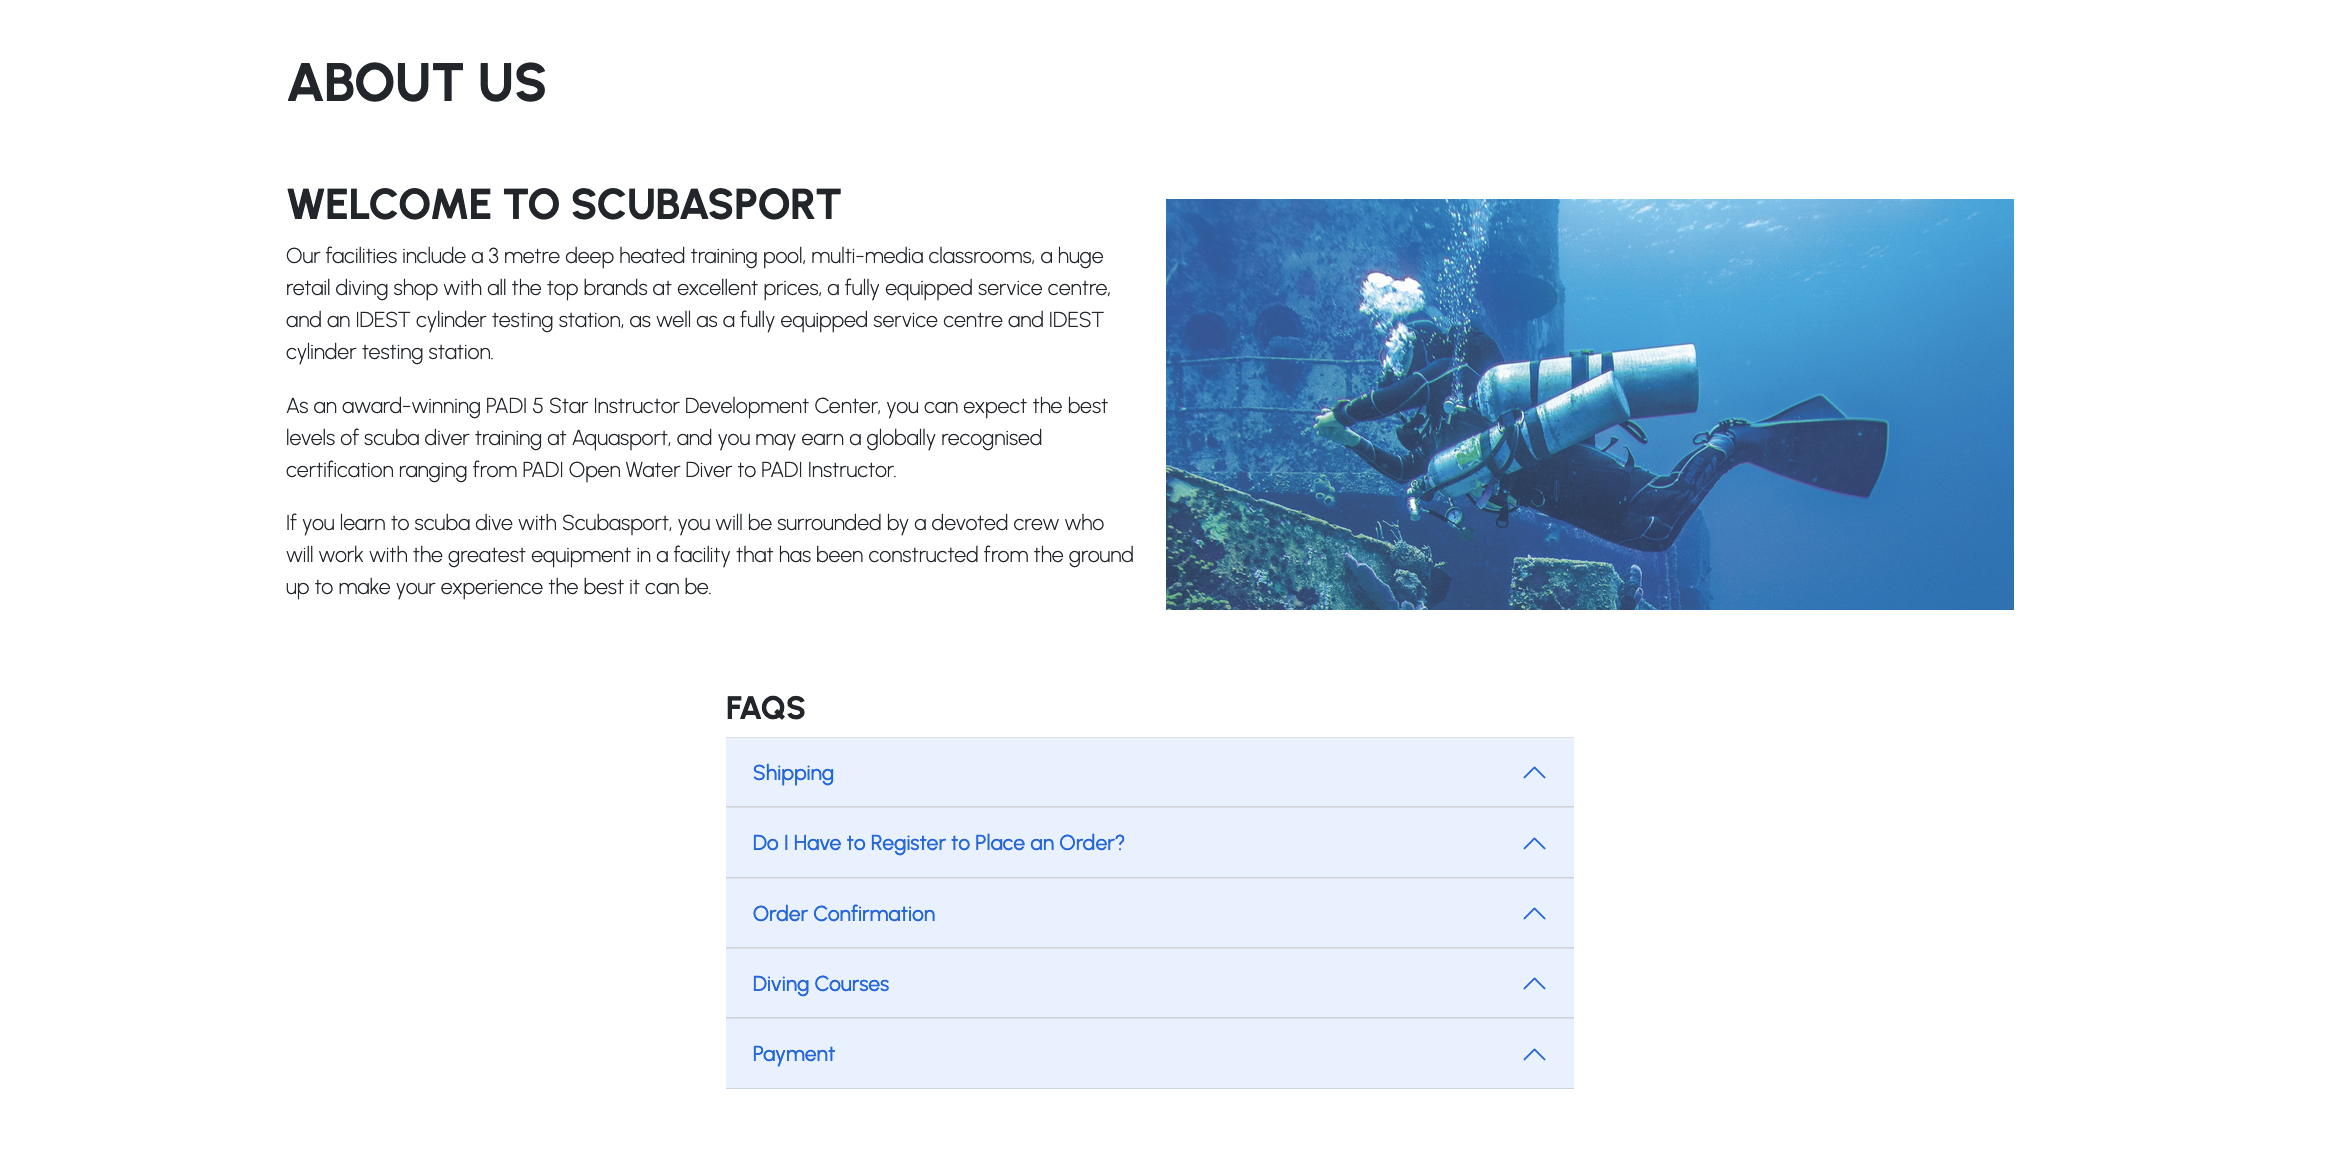 ABOUT US
WELCOME TO SCUBASPORT
Our facilities include a 3 metre deep heated training pool, multi-media classrooms, a huge
retail diving shop with all the top brands at excellent prices, a fully equipped service centre,
and an IDEST cylinder testing station, as well as a fully equipped service centre and IDEST
cylinder testing station.
As an award-winning PADI 5 Star Instructor Development Center, you can expect the best
levels of scuba diver training at Aquasport, and you may earn a globally recognised
certification ranging from PADI Open Water Diver to PADI Instructor.
If you learn to scuba dive with Scubasport, you will be surrounded by a devoted crew who
will work with the greatest equipment in a facility that has been constructed from the ground
up to make your experience the best it can be.
FAQS
Shipping
Do I Have to Register to Place an Order?
Order Confirmation
Diving Courses
Payment